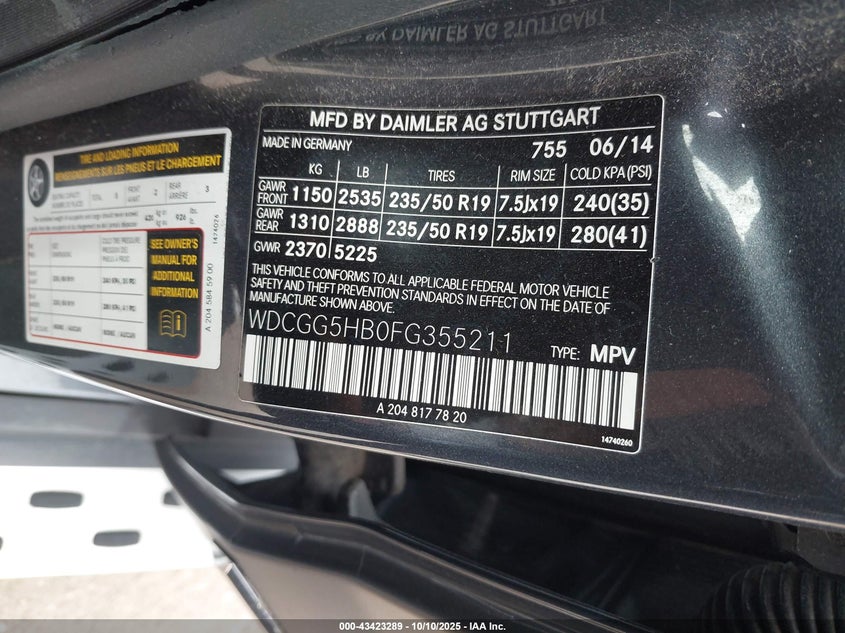 TIRE AND LOADING INFORMATION
RENSEIGNEMENTS SUR LES PNEUS ET LE CHARGEMENT
SEE OWNER'S
MANUAL FOR
ADDITIONAL
INFORMATION
A 204 584 59 00
1474026
MFD BY DAIMLER AG STUTTGART
MADE IN GERMANY 755 06/14
KG LB TIRES RIM SIZE COLD KPA(PSI)
GAWR FRONT 1150 2535 235/50 R19 7.5Jx19 240(35)
GAWR REAR 1310 2888 235/50 R19 7.5Jx19 280(41)
GWR 2370 5225
THIS VEHICLE CONFORMS TO ALL APPLICABLE FEDERAL MOTOR VEHICLE
SAFETY AND THEFT PREVENTION STANDARDS IN EFFECT ON THE DATE OF
MANUFACTURE SHOWN ABOVE.
WDCGG5HB0FG355211
TYPE: MPV
A 204 817 78 20
14740260
000-43423289 - 10/10/2025 - IAA Inc.